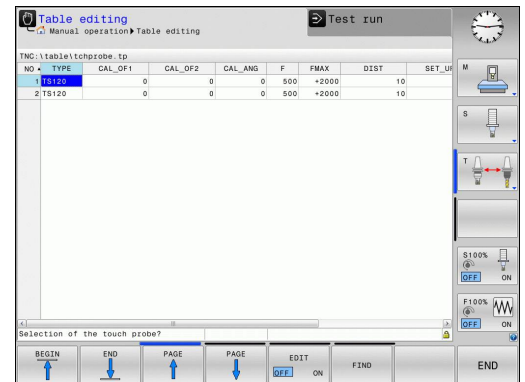 Table editing
Test run
Manual operation Table editing
TNC:\table\tchprobe.tp
NO TYPE CAL_OF1 CAL_OF2 CAL_ANG F FMAX DIST SET_UP
1 TS120 0 0 0 500 +2000 10
2 TS120 0 0 0 500 +2000 10
Selection of the touch probe?
M
S
T
S100%
OFF ON
F100%
OFF ON
BEGIN END PAGE PAGE EDIT FIND END
OFF ON